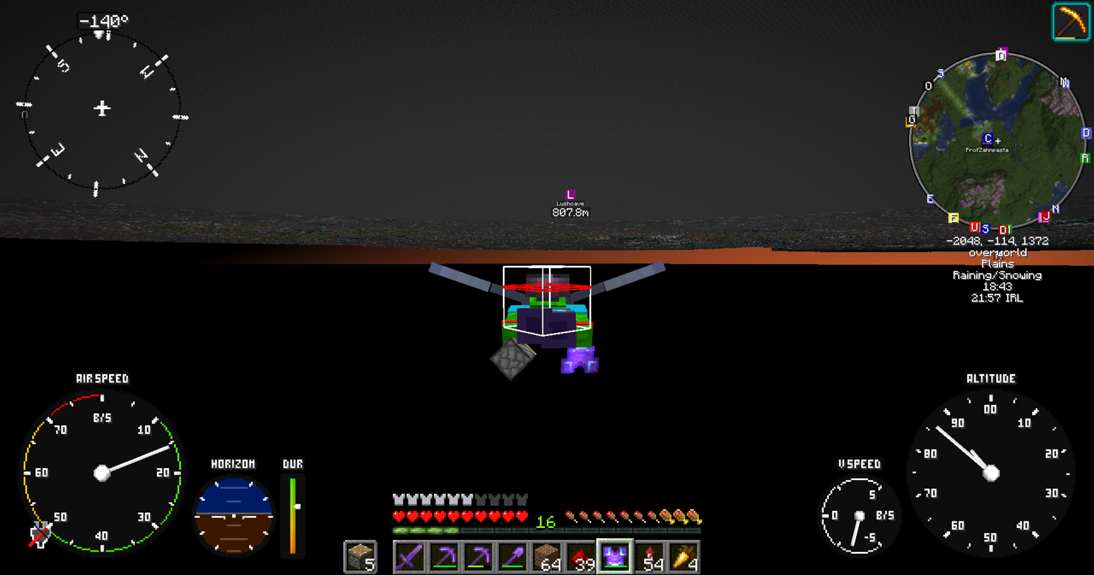 -140°
S
W
N
E
S
W
O
G
C
ProfZahnpasta
D
R
E
F
U
S
D1
J
N
L
Lushcave
807.8m
-2048, -114, 1372
overworld
Plains
Raining/Snowing
18:43
21:57 IRL
AIRSPEED
B/S
10
20
30
40
50
60
70
HORIZON
DUR
16
5
64
39
54
4
V SPEED
5
0
B/S
-5
ALTITUDE
00
10
20
30
40
50
60
70
80
90